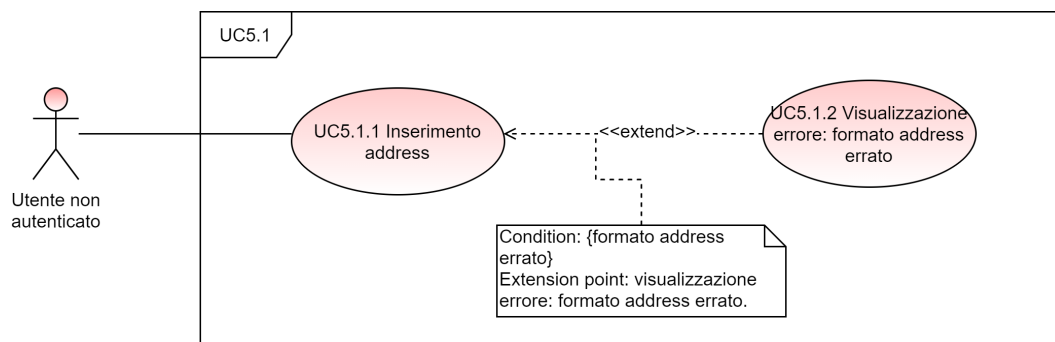 UC5.1
UC5.1.1 Inserimento
address
<<extend>>
UC5.1.2 Visualizzazione
errore: formato address
errato
Utente non
autenticato
Condition: {formato address
errato}
Extension point: visualizzazione
errore: formato address errato.